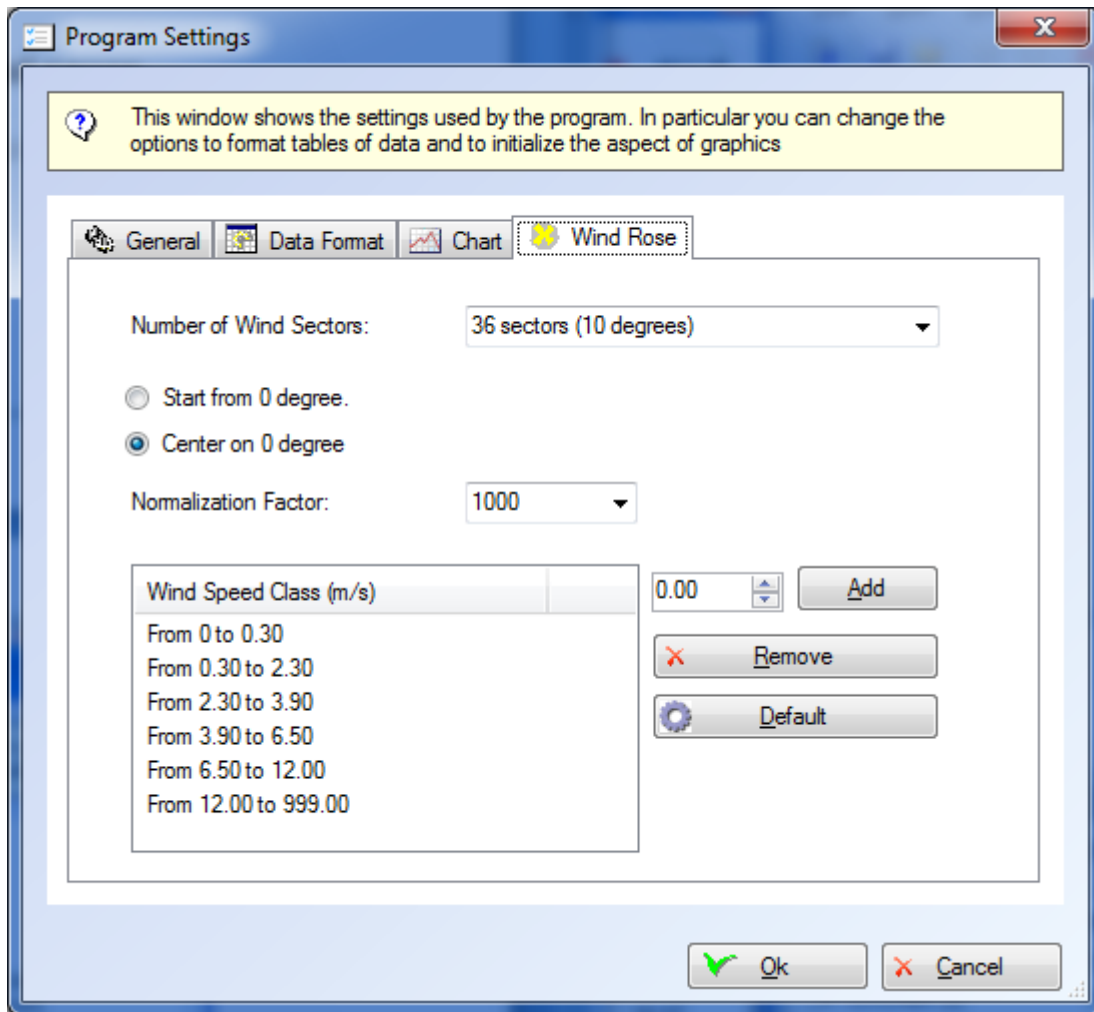 Program Settings
This window shows the settings used by the program. In particular you can change the
options to format tables of data and to initialize the aspect of graphics
General Data Format Chart Wind Rose
Number of Wind Sectors: 36 sectors (10 degrees)
Start from 0 degree.
Center on 0 degree
Normalization Factor: 1000
Wind Speed Class (m/s) 0.00 Add
From 0 to 0.30
From 0.30 to 2.30 Remove
From 2.30 to 3.90
From 3.90 to 6.50 Default
From 6.50 to 12.00
From 12.00 to 999.00
Ok Cancel